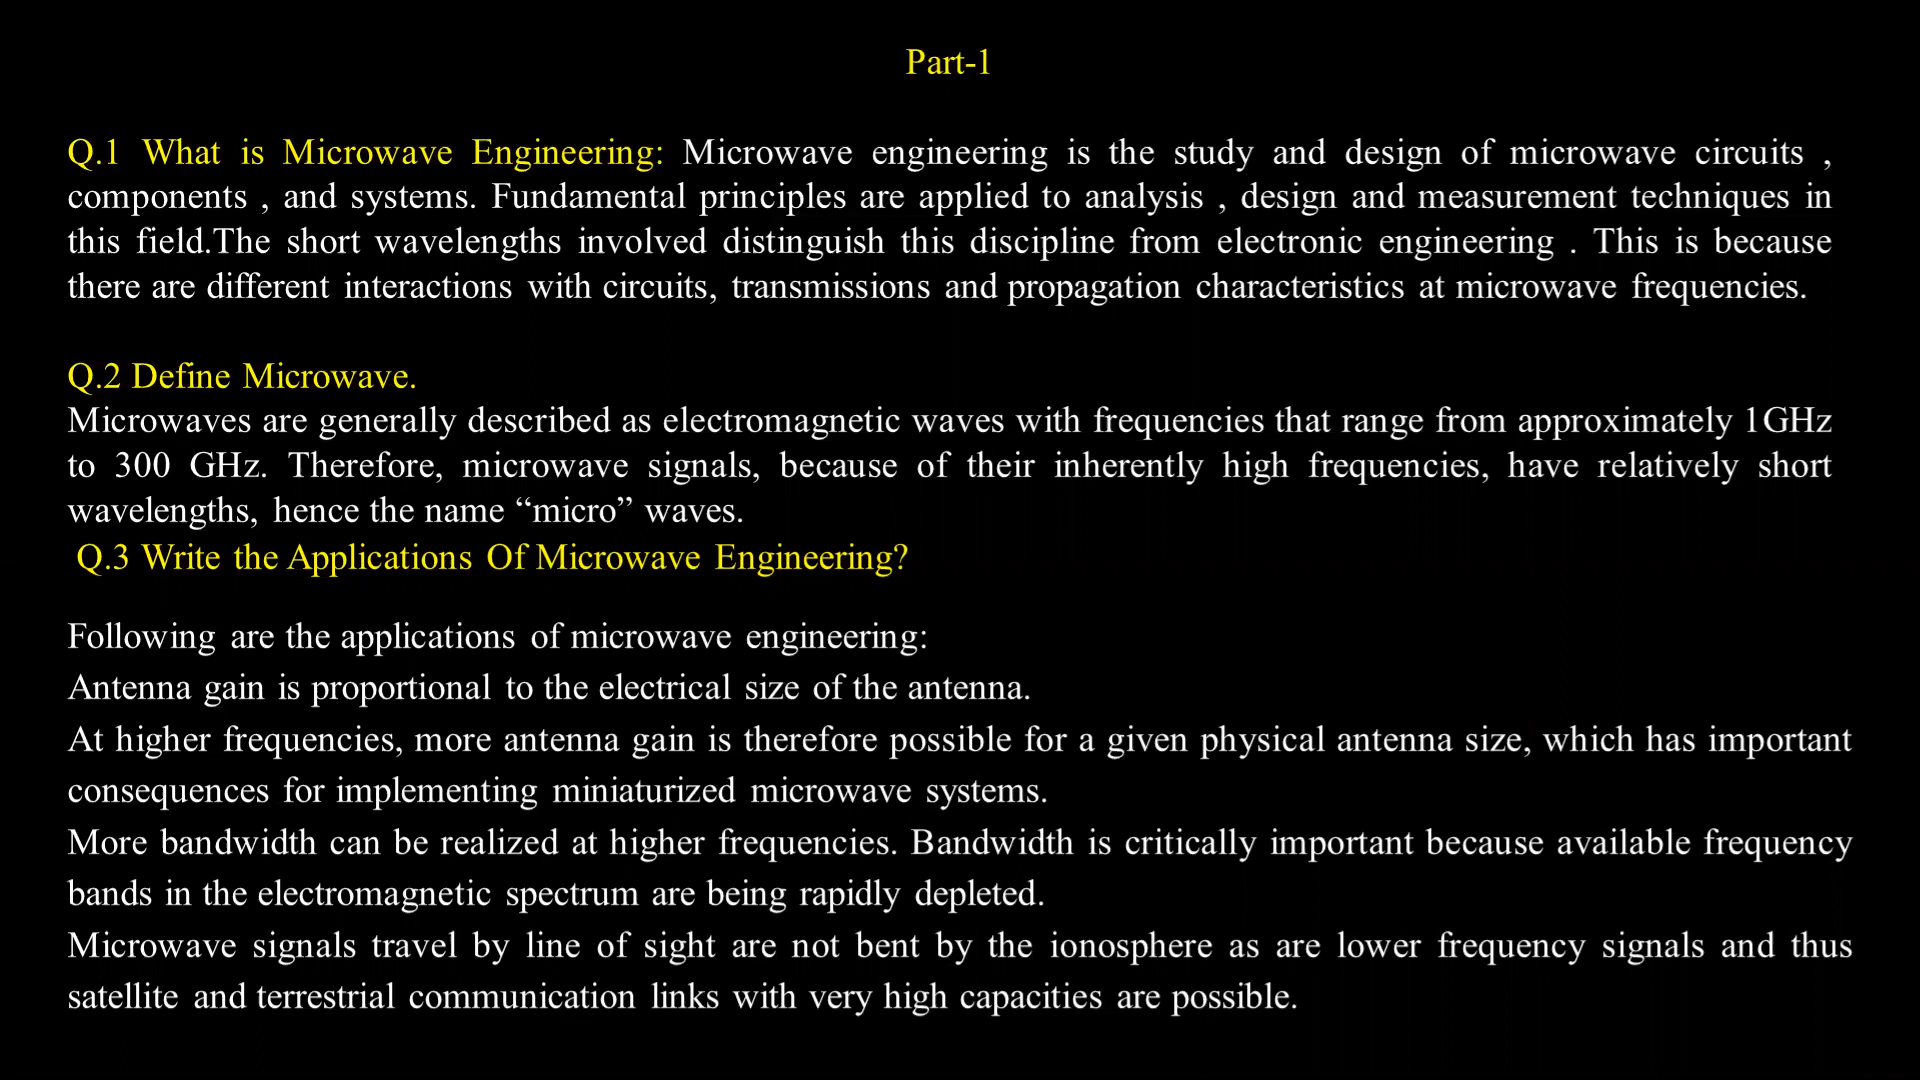 Part-1
Q.1 What is Microwave Engineering: Microwave engineering is the study and design of microwave circuits ,
components , and systems. Fundamental principles are applied to analysis , design and measurement techniques in
this field.The short wavelengths involved distinguish this discipline from electronic engineering . This is because
there are different interactions with circuits, transmissions and propagation characteristics at microwave frequencies.
Q.2 Define Microwave.
Microwaves are generally described as electromagnetic waves with frequencies that range from approximately 1GHz
to 300 GHz. Therefore, microwave signals, because of their inherently high frequencies, have relatively short
wavelengths, hence the name “micro” waves.
Q.3 Write the Applications Of Microwave Engineering?
Following are the applications of microwave engineering:
Antenna gain is proportional to the electrical size of the antenna.
At higher frequencies, more antenna gain is therefore possible for a given physical antenna size, which has important
consequences for implementing miniaturized microwave systems.
More bandwidth can be realized at higher frequencies. Bandwidth is critically important because available frequency
bands in the electromagnetic spectrum are being rapidly depleted.
Microwave signals travel by line of sight are not bent by the ionosphere as are lower frequency signals and thus
satellite and terrestrial communication links with very high capacities are possible.